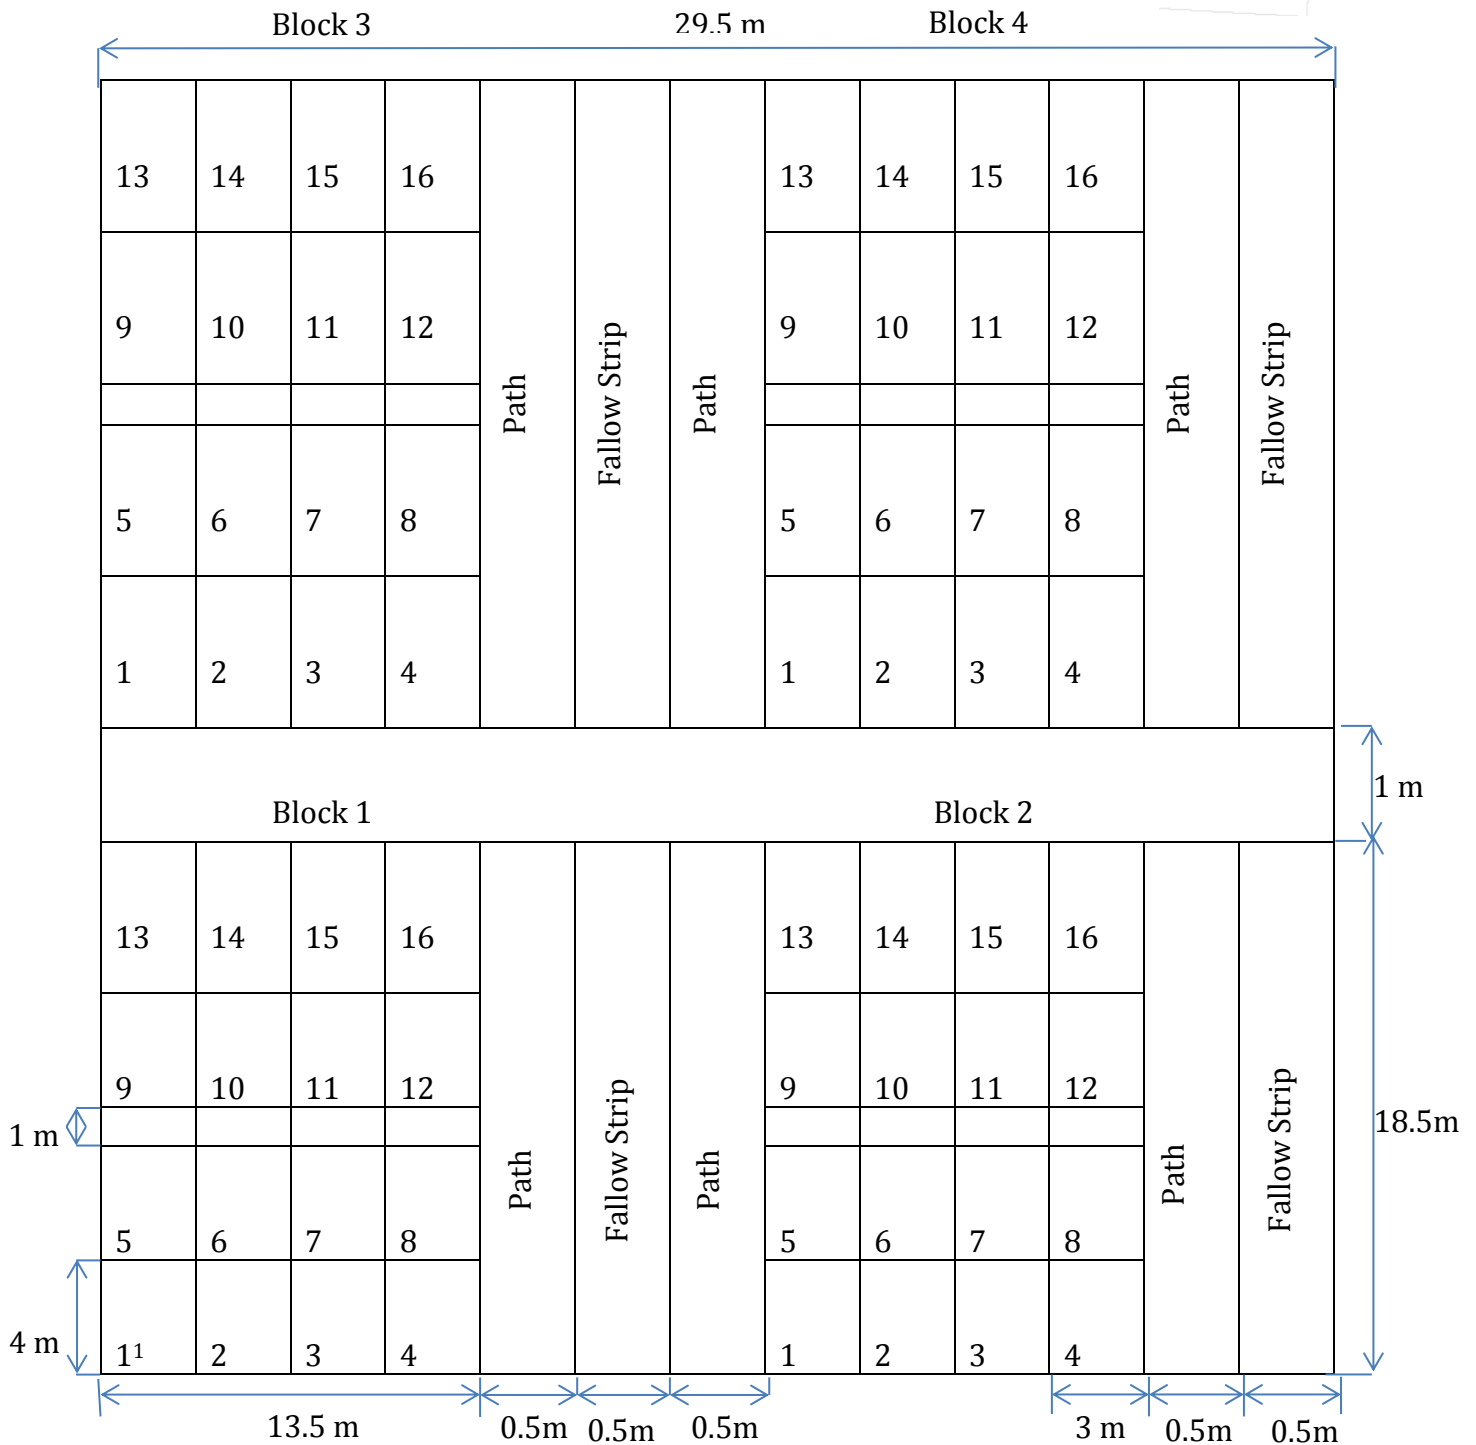 Block 3 29.5 m Block 4
13 14 15 16 13 14 15 16
9 10 11 12 9 10 11 12
Path Fallow Strip Path Path Fallow Strip
5 6 7 8 5 6 7 8
1 2 3 4 1 2 3 4
1 m
Block 1 Block 2
13 14 15 16 13 14 15 16
9 10 11 12 9 10 11 12
1 m 18.5m
Path Fallow Strip Path Path Fallow Strip
5 6 7 8 5 6 7 8
4 m
1¹ 2 3 4 1 2 3 4
13.5 m 0.5m 0.5m 0.5m 3 m 0.5m 0.5m